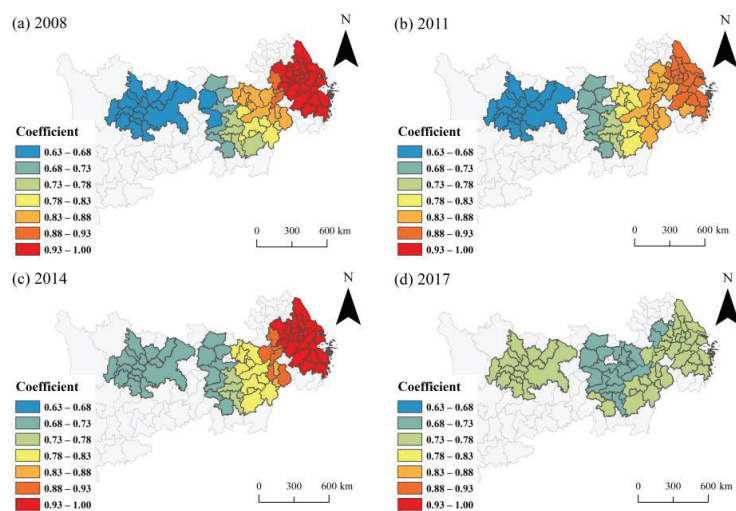 (a) 2008
N
Coefficient
0.63 – 0.68
0.68 – 0.73
0.73 – 0.78
0.78 – 0.83
0.83 – 0.88
0.88 – 0.93
0.93 – 1.00
0 300 600 km
(b) 2011
N
Coefficient
0.63 – 0.68
0.68 – 0.73
0.73 – 0.78
0.78 – 0.83
0.83 – 0.88
0.88 – 0.93
0.93 – 1.00
0 300 600 km
(c) 2014
N
Coefficient
0.63 – 0.68
0.68 – 0.73
0.73 – 0.78
0.78 – 0.83
0.83 – 0.88
0.88 – 0.93
0.93 – 1.00
0 300 600 km
(d) 2017
N
Coefficient
0.63 – 0.68
0.68 – 0.73
0.73 – 0.78
0.78 – 0.83
0.83 – 0.88
0.88 – 0.93
0.93 – 1.00
0 300 600 km